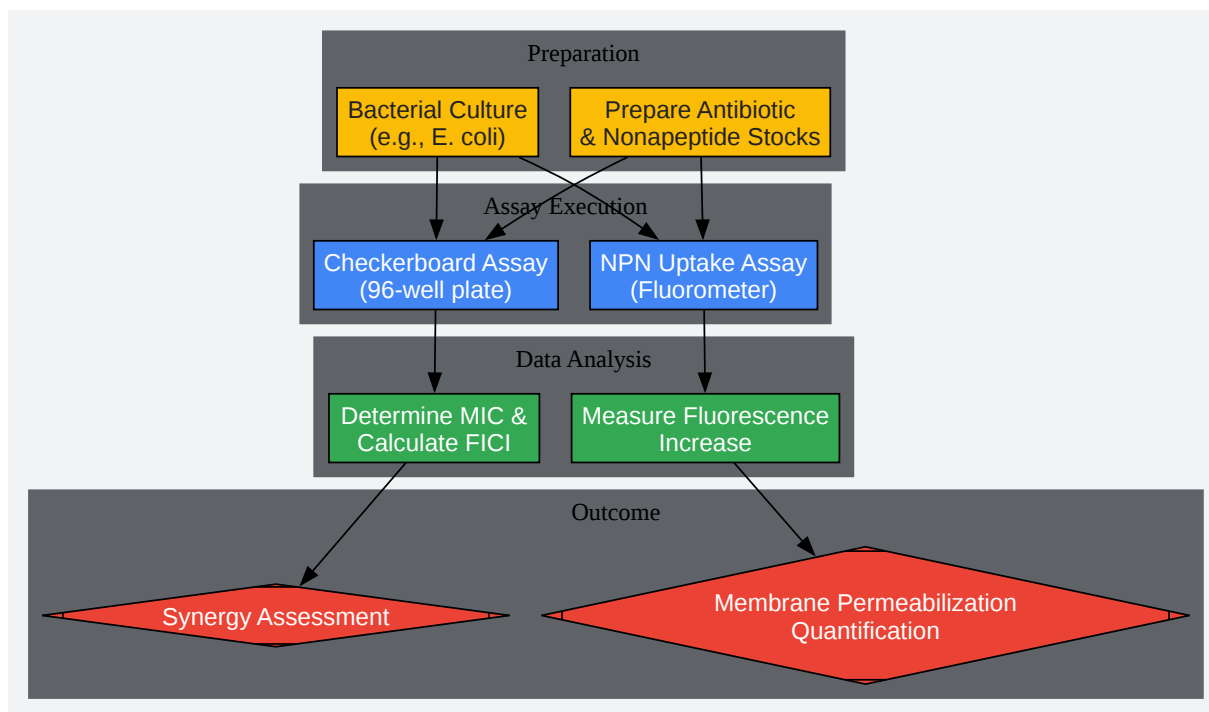 Preparation
Bacterial Culture
(e.g., E. coli)
Prepare Antibiotic
& Nonapeptide Stocks
Assay Execution
Checkerboard Assay
(96-well plate)
NPN Uptake Assay
(Fluorometer)
Data Analysis
Determine MIC &
Calculate FICI
Measure Fluorescence
Increase
Outcome
Synergy Assessment
Membrane Permeabilization
Quantification